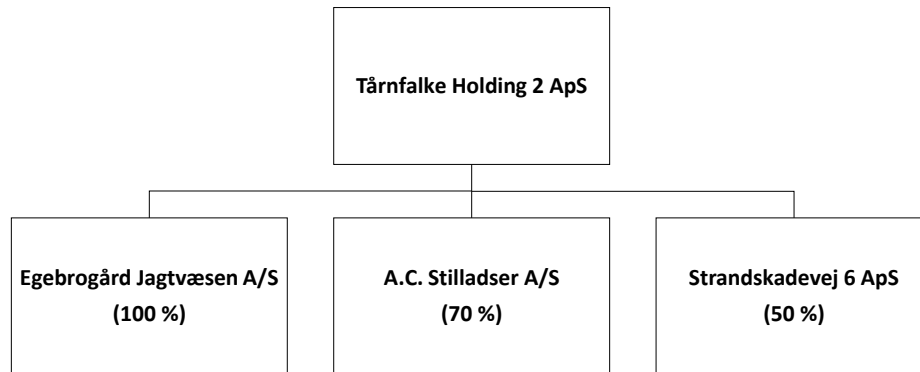 Tårnfalke Holding 2 ApS
Egebrogård Jagtvæsen A/S
(100 %)
A.C. Stilladser A/S
(70 %)
Strandskadevej 6 ApS
(50 %)